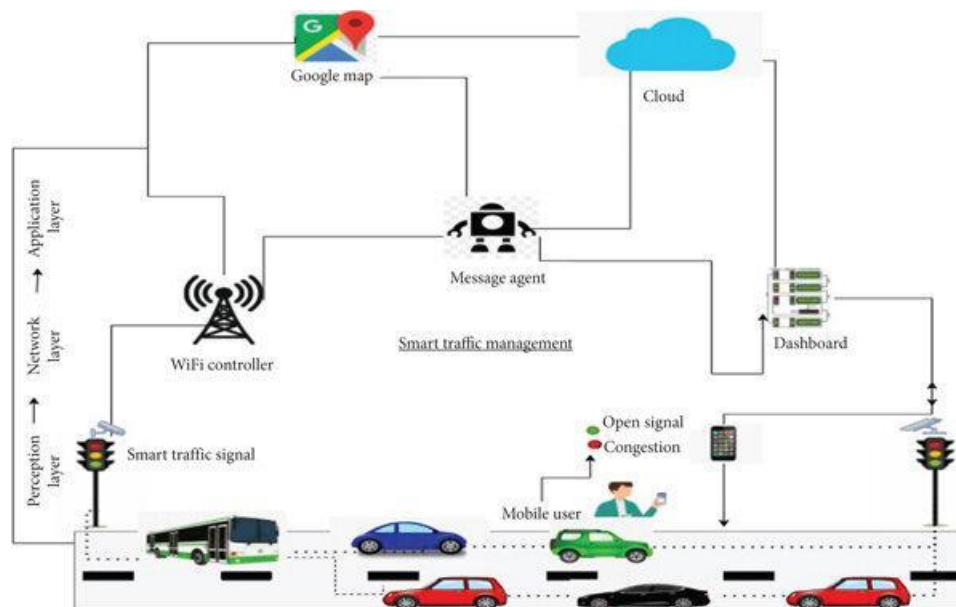 Google map
Cloud
Message agent
WiFi controller
Smart traffic management
Dashboard
Application
layer
Network
layer
Perception
layer
Smart traffic signal
Open signal
Congestion
Mobile user